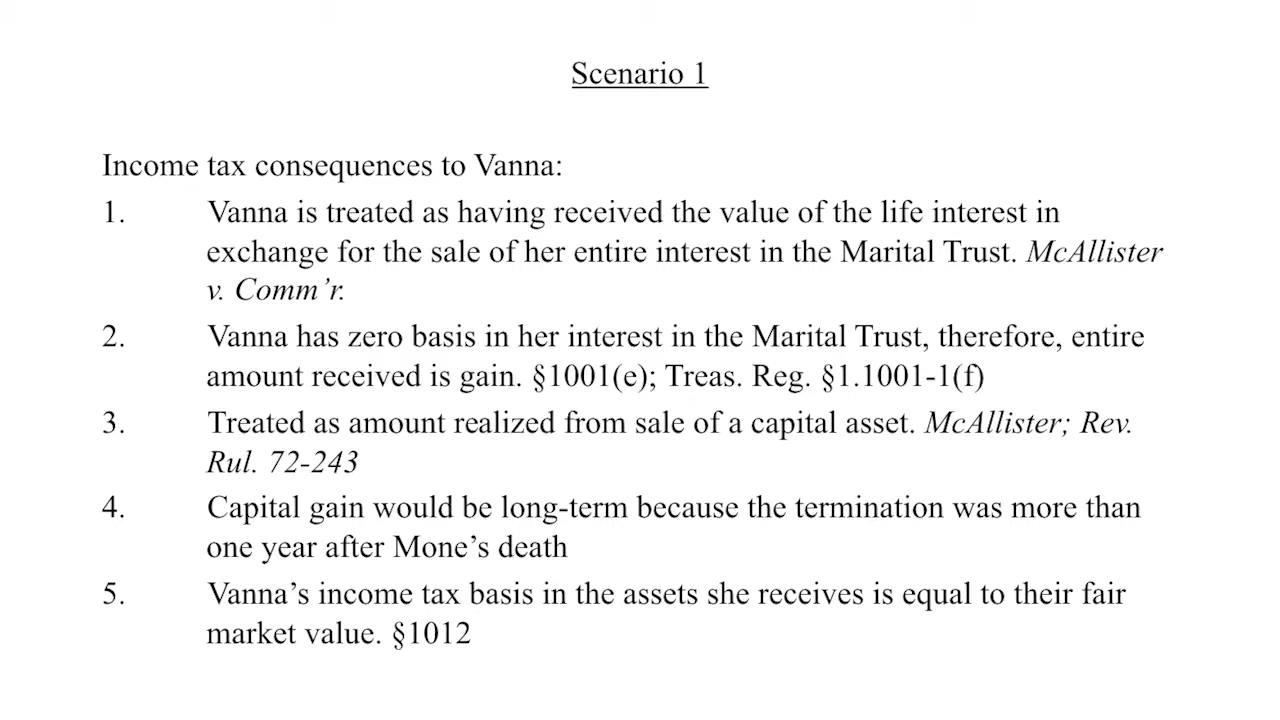 Scenario 1
Income tax consequences to Vanna:
1. Vanna is treated as having received the value of the life interest in
exchange for the sale of her entire interest in the Marital Trust. McAllister
v. Comm’r.
2. Vanna has zero basis in her interest in the Marital Trust, therefore, entire
amount received is gain. §1001(e); Treas. Reg. §1.1001-1(f)
3. Treated as amount realized from sale of a capital asset. McAllister; Rev.
Rul. 72-243
4. Capital gain would be long-term because the termination was more than
one year after Mone’s death
5. Vanna’s income tax basis in the assets she receives is equal to their fair
market value. §1012